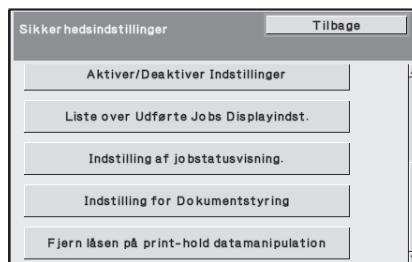 Sikkerhedsindstillinger
Tilbage
Aktiver/Deaktiver Indstillinger
Liste over Udførte Jobs Displayindst.
Indstilling af jobstatusvisning.
Indstilling for Dokumentstyring
Fjern låsen på print-hold datamanipulation